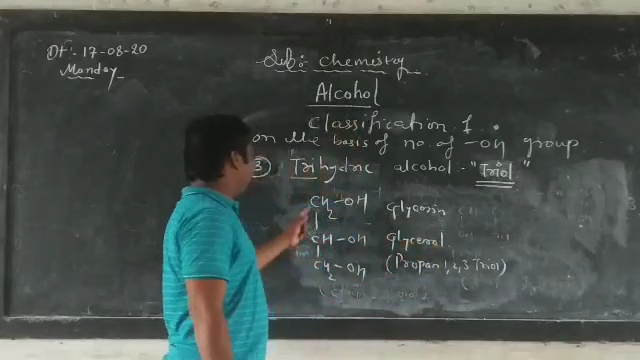 Dt:- 17-08-20
Monday
Sub:- Chemistry
Alcohol
Classification 1.
on the basis of no. of -OH group
③ Trihydric alcohol - "Triol"
CH2-OH glycerin
CH-OH glycerol
CH2-OH (Propan 1,2,3 Triol)